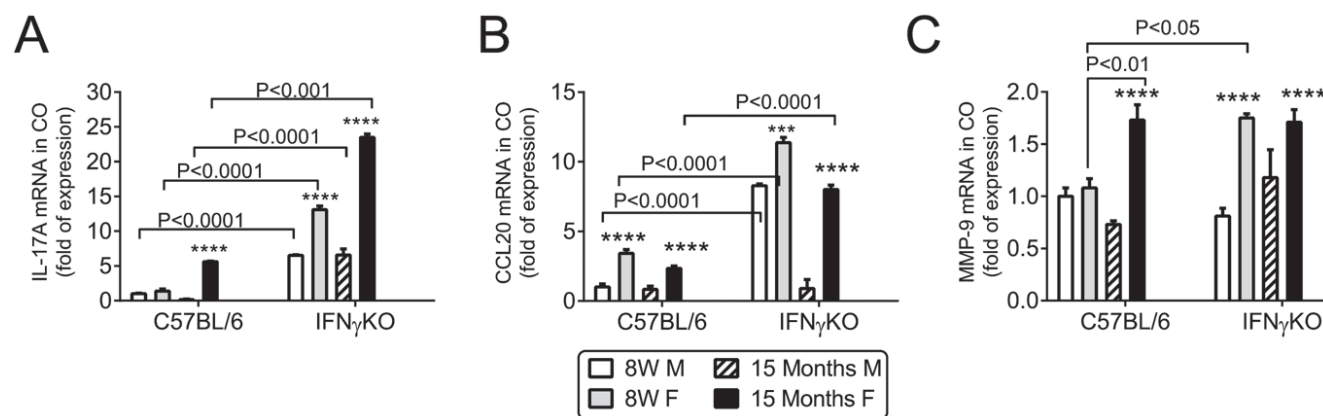 A
IL-17A mRNA in CO
(fold of expression)
30
25
20
15
10
5
0
P<0.001
P<0.0001
P<0.0001
P<0.0001
****
****
****
C57BL/6
IFNγKO
B
CCL20 mRNA in CO
(fold of expression)
15
10
5
0
P<0.0001
P<0.0001
P<0.0001
****
****
***
****
C57BL/6
IFNγKO
C
MMP-9 mRNA in CO
(fold of expression)
2.0
1.5
1.0
0.5
0.0
P<0.05
P<0.01
****
****
****
C57BL/6
IFNγKO
8W M
15 Months M
8W F
15 Months F